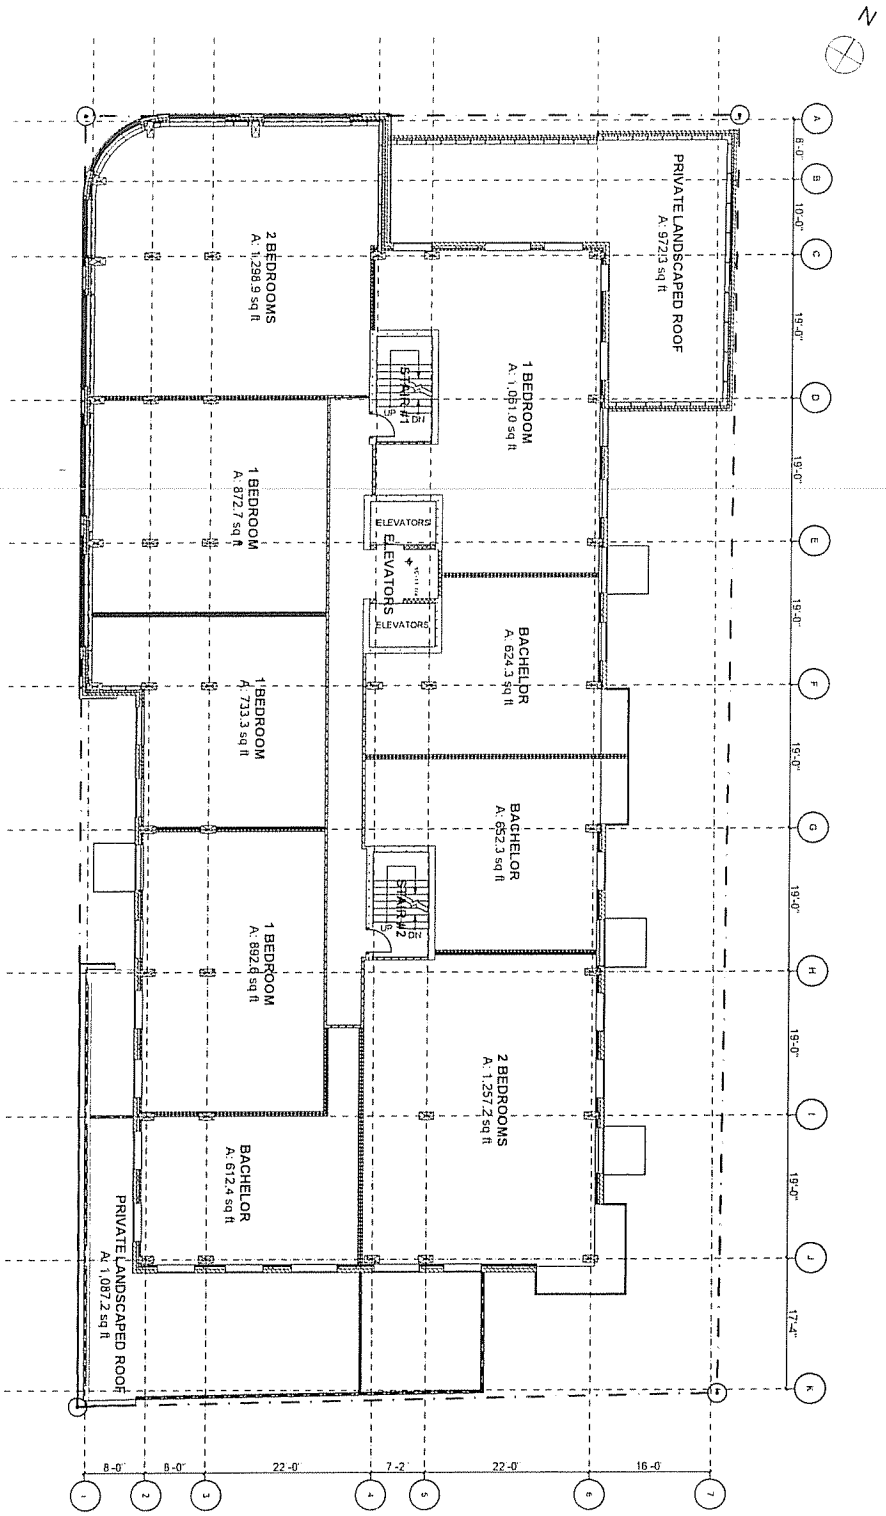 N
A
B
C
D
E
F
G
H
I
J
K
8'-0"
10'-0"
19'-0"
19'-0"
19'-0"
19'-0"
19'-0"
19'-0"
19'-0"
17'-4"
PRIVATE LANDSCAPED ROOF
A: 972.3 sq ft
2 BEDROOMS
A: 1,298.9 sq ft
1 BEDROOM
A: 1,061.0 sq ft
STAIR #1
UP
DN
1 BEDROOM
A: 872.7 sq ft
ELEVATORS
ELEVATORS
ELEVATORS
BACHELOR
A: 624.3 sq ft
1 BEDROOM
A: 733.3 sq ft
BACHELOR
A: 652.3 sq ft
STAIR #2
DN
1 BEDROOM
A: 892.6 sq ft
2 BEDROOMS
A: 1,257.2 sq ft
BACHELOR
A: 612.4 sq ft
PRIVATE LANDSCAPED ROOF
A: 1,087.2 sq ft
8'-0"
8'-0"
22'-0"
7'-2"
22'-0"
16'-0"
1
2
3
4
5
6
7